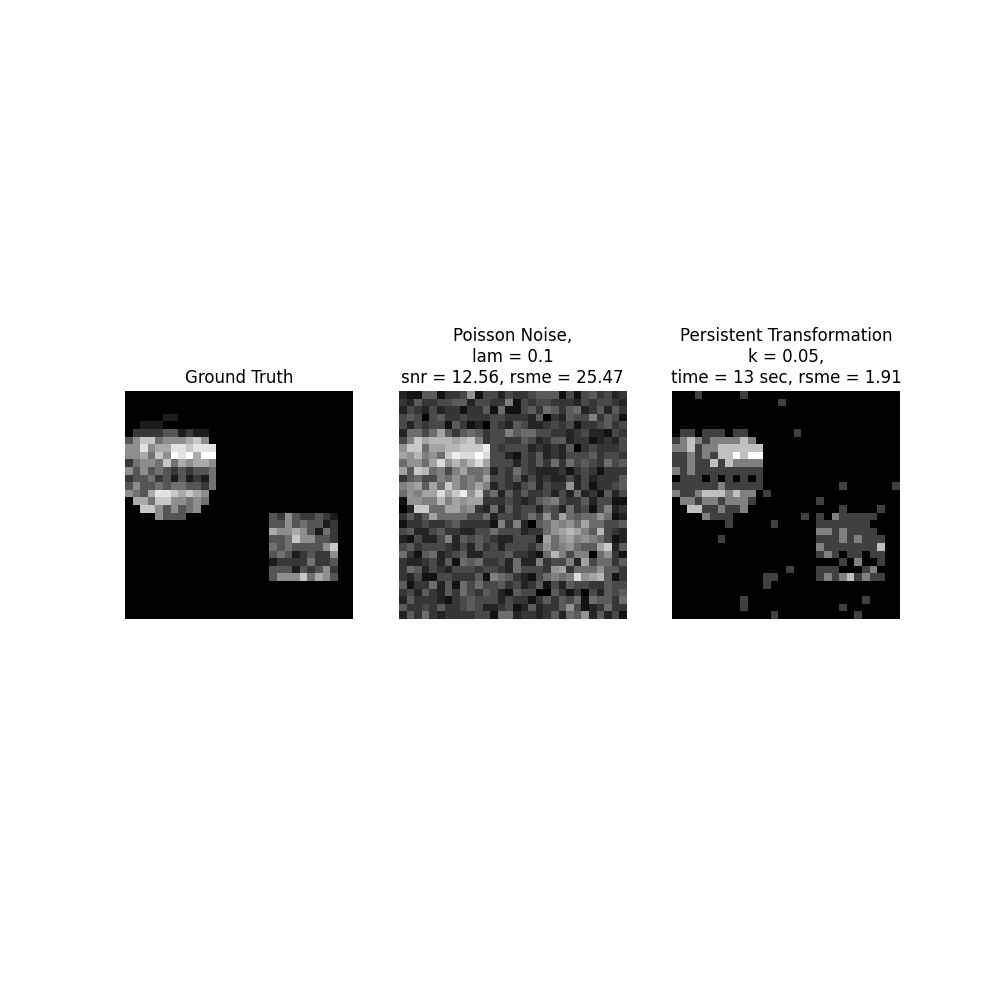 Ground Truth
Poisson Noise,
lam = 0.1
snr = 12.56, rsme = 25.47
Persistent Transformation
k = 0.05,
time = 13 sec, rsme = 1.91